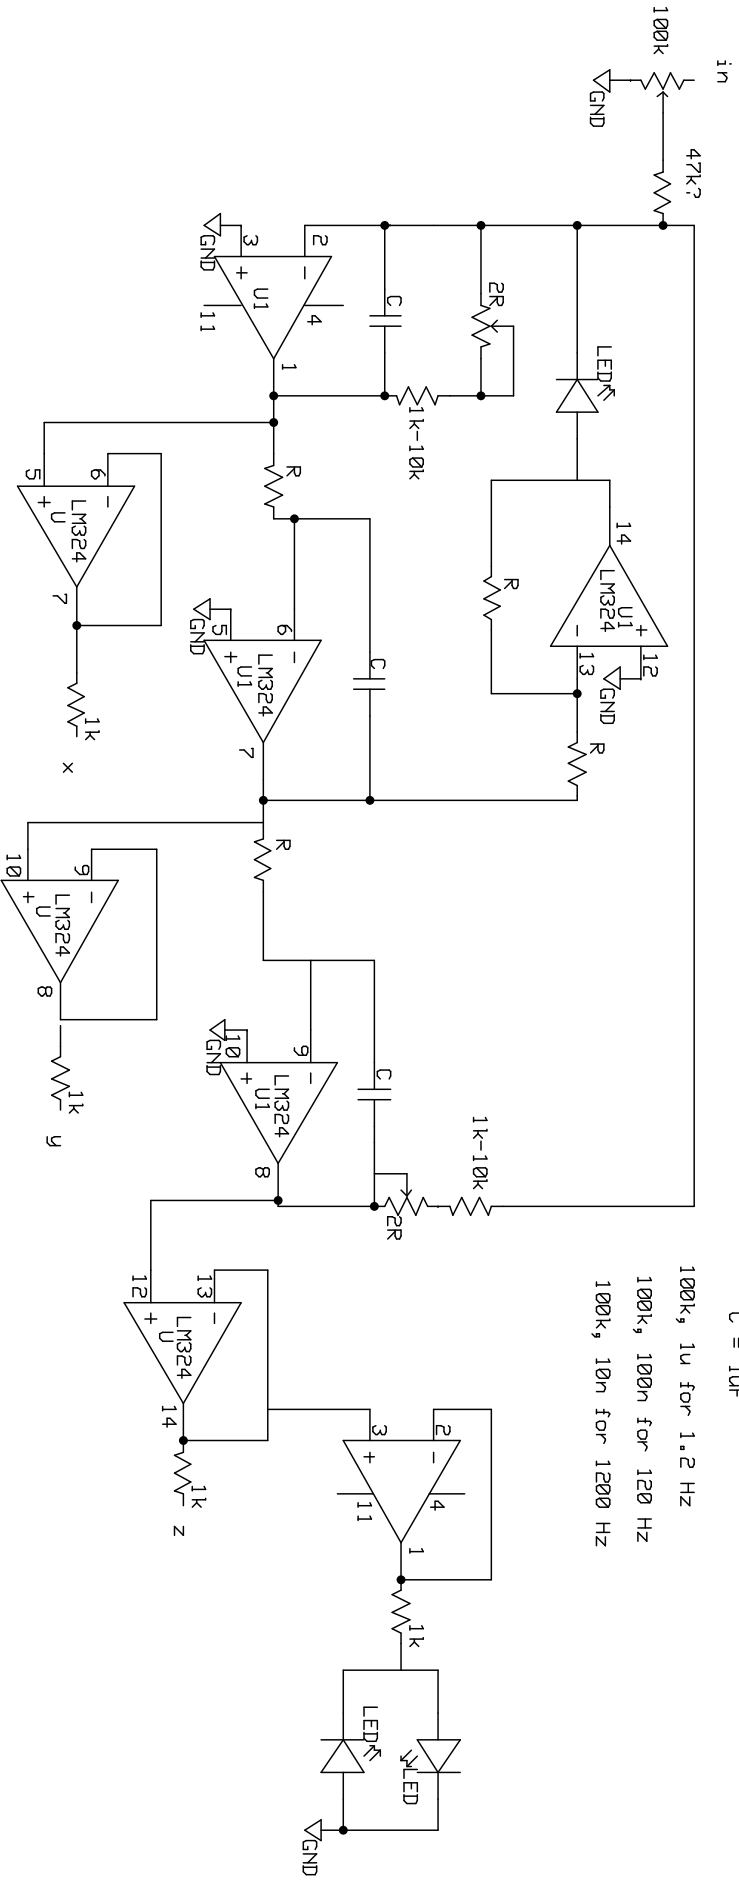 in
100k
GND
47k?
100k, 1u for 1.2 Hz
100k, 100n for 120 Hz
100k, 10n for 1200 Hz
LED
14
U1
LM324
+
-
12
13
GND
R
R
2R
C
1k-10k
2
3
-
+
U1
4
11
1
GND
R
C
6
5
-
+
LM324
U1
7
GND
R
C
9
10
-
+
LM324
U1
8
GND
1k-10k
2R
6
5
-
+
LM324
U
7
1k
x
9
10
-
+
LM324
U
8
1k
y
13
12
-
+
LM324
U
14
1k
z
2
3
-
+
4
11
1
1k
LED
LED
GND